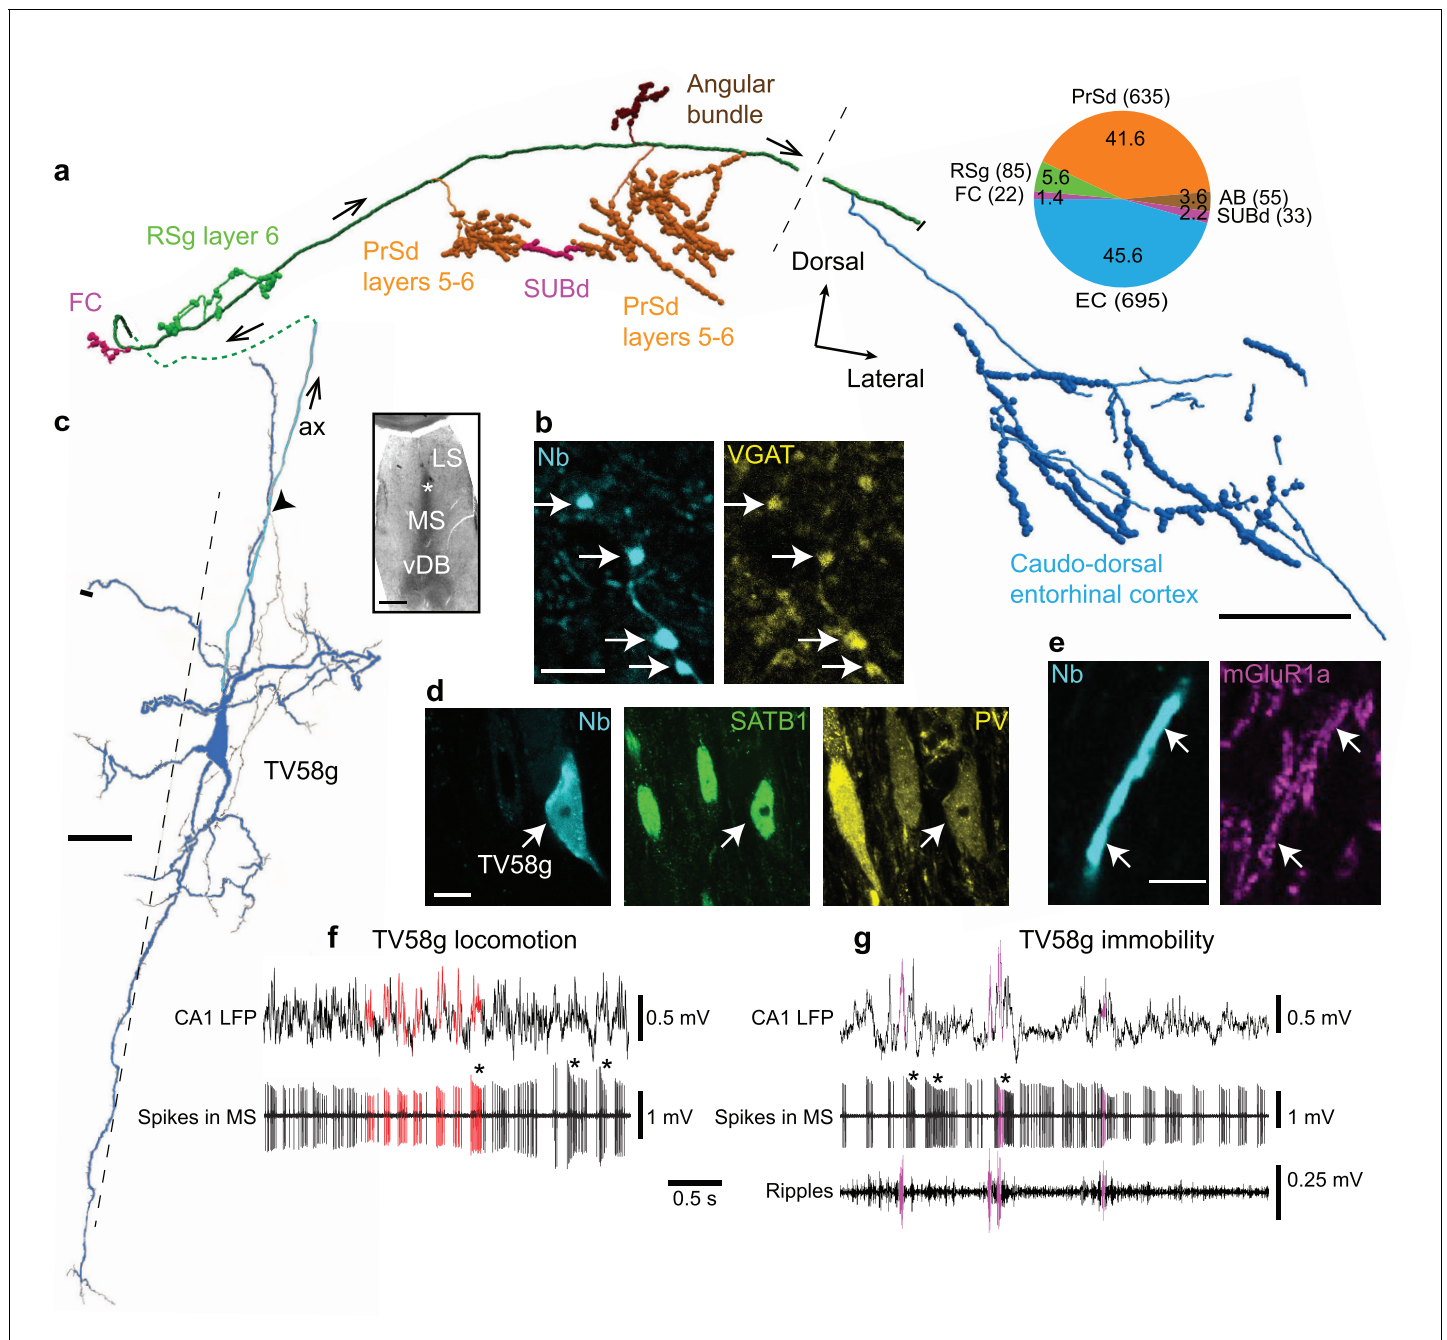 a
Angular
bundle
RSg layer 6
FC
PrSd
layers 5-6
SUBd
PrSd
layers 5-6
Dorsal
Lateral
PrSd (635)
41.6
RSg (85)
5.6
FC (22)
1.4
3.6
AB (55)
2.2
SUBd (33)
45.6
EC (695)
Caudo-dorsal
entorhinal cortex
c
ax
TV58g
LS
*
MS
vDB
b
Nb
VGAT
d
Nb
TV58g
SATB1
PV
e
Nb
mGluR1a
f
TV58g locomotion
CA1 LFP
0.5 mV
* * *
Spikes in MS
1 mV
0.5 s
g
TV58g immobility
CA1 LFP
0.5 mV
* * *
Spikes in MS
1 mV
Ripples
0.25 mV